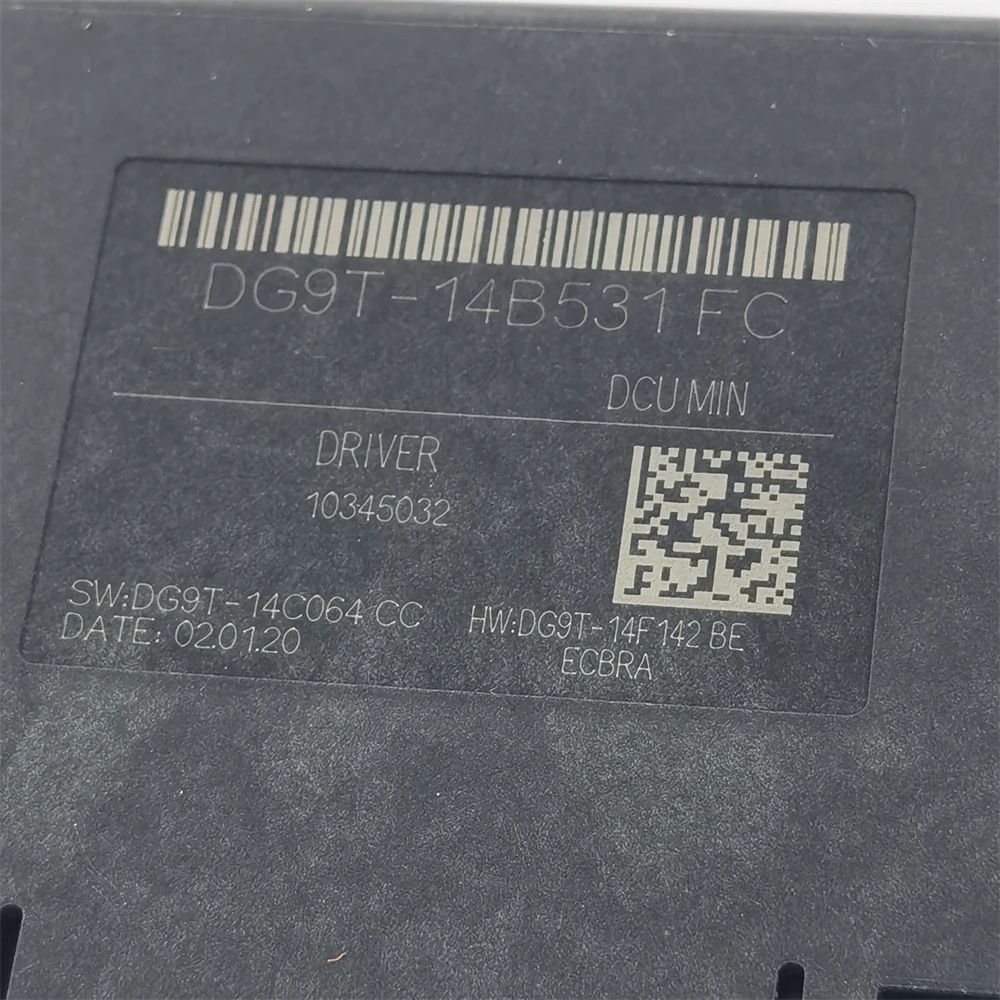 DG9T-14B531 FC
DCU MIN
DRIVER
10345032
SW:DG9T-14C064 CC
DATE: 02.01.20
HW:DG9T-14F142 BE
ECBRA